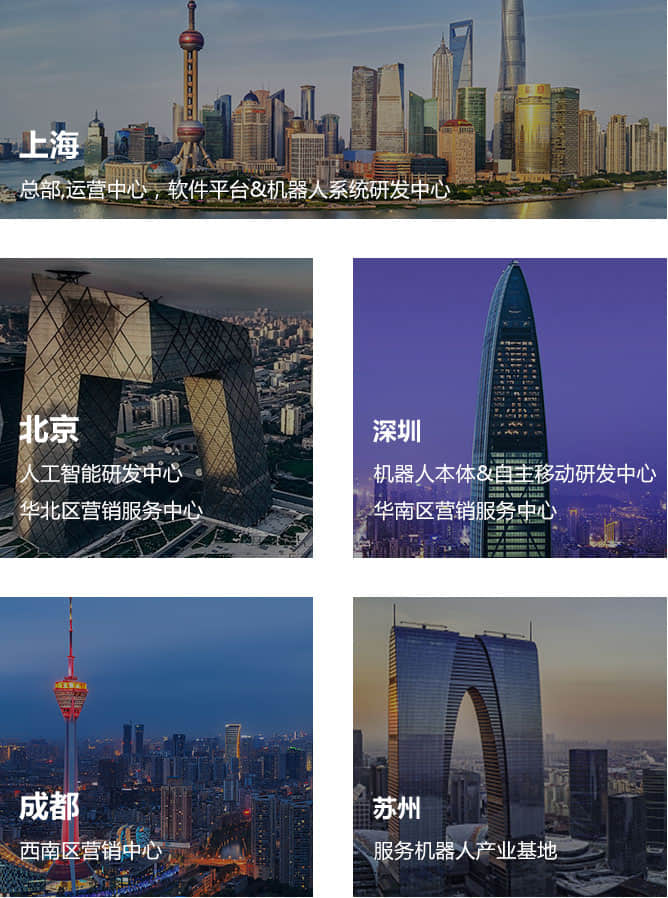 上海
总部,运营中心，软件平台&机器人系统研发中心
北京
人工智能研发中心
华北区营销服务中心
深圳
机器人本体&自主移动研发中心
华南区营销服务中心
成都
西南区营销中心
苏州
服务机器人产业基地